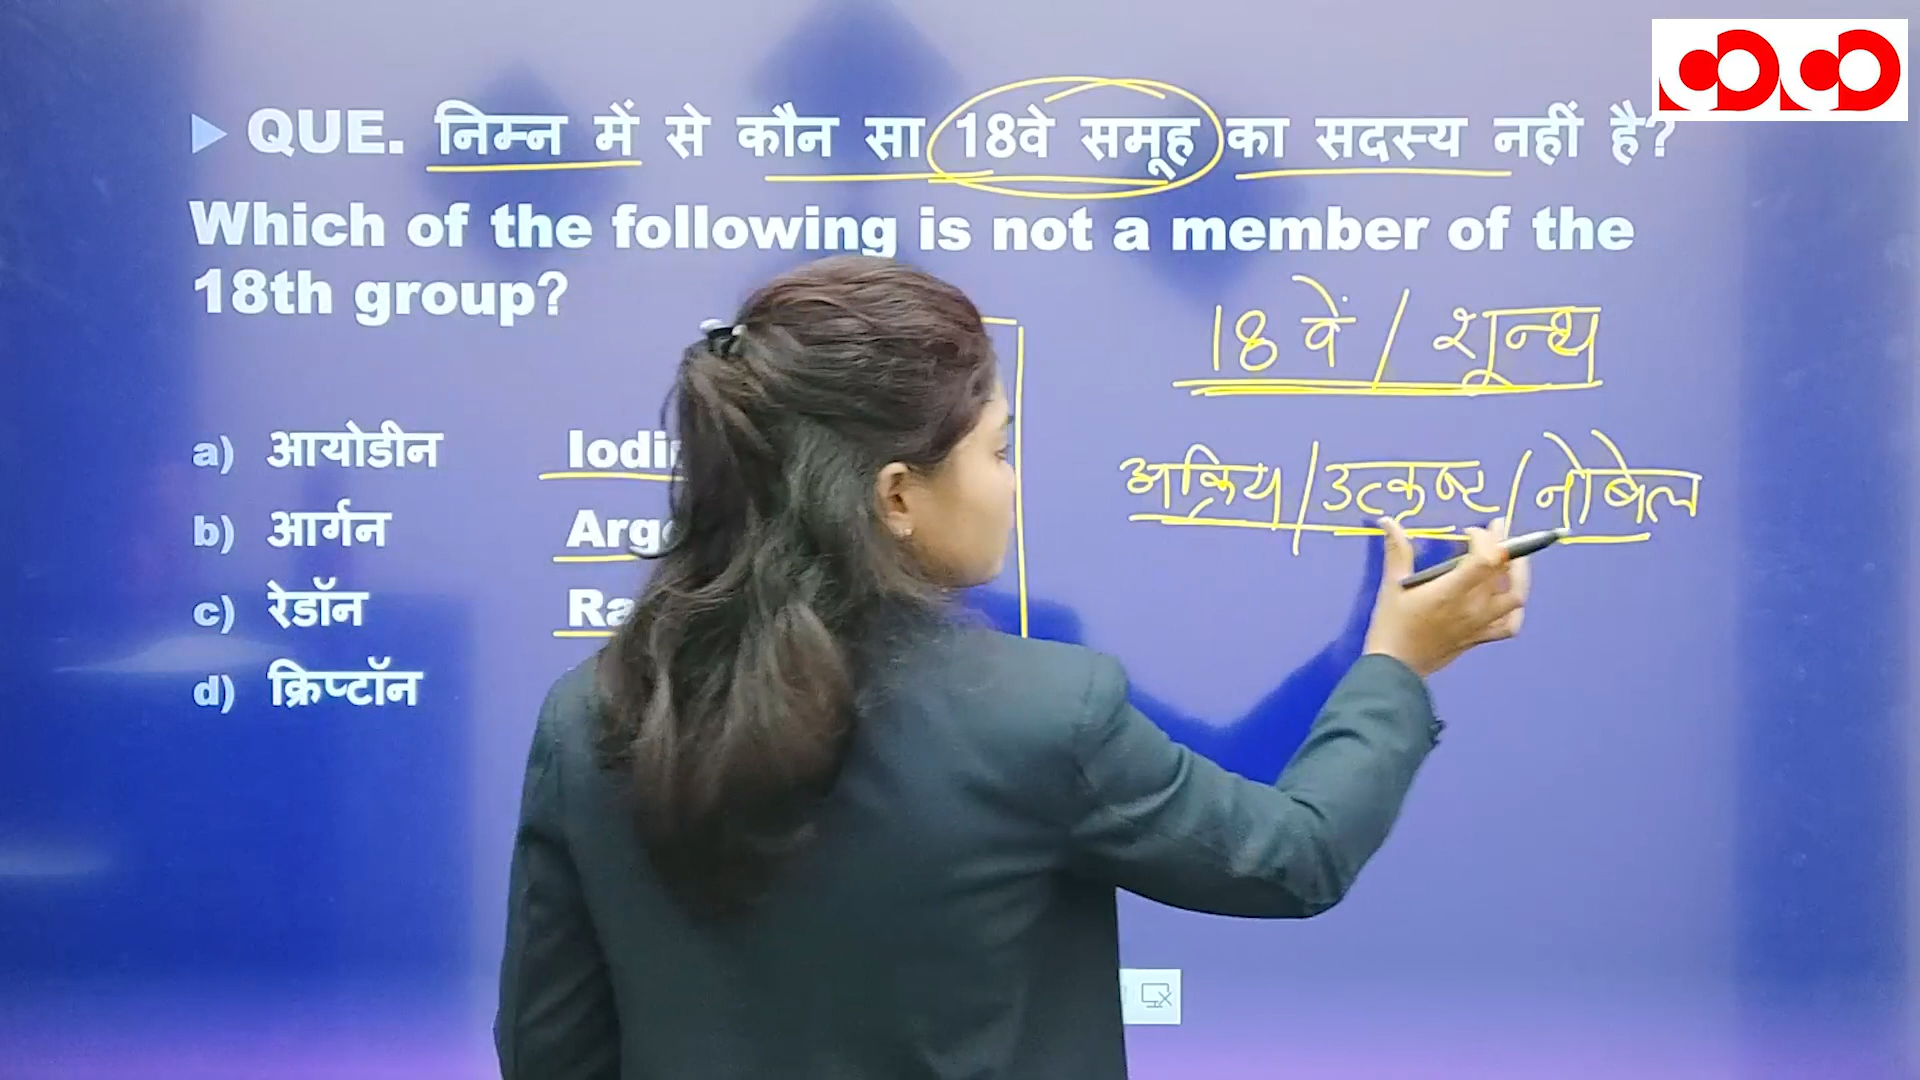 QUE. निम्न में से कौन सा 18वे समूह का सदस्य नहीं है?
Which of the following is not a member of the
18th group?
18 वें / शून्य
a) आयोडीन
अक्रिय / उत्कृष्ट / नोबेल
b) आर्गन
c) रेडॉन
d) क्रिप्टॉन